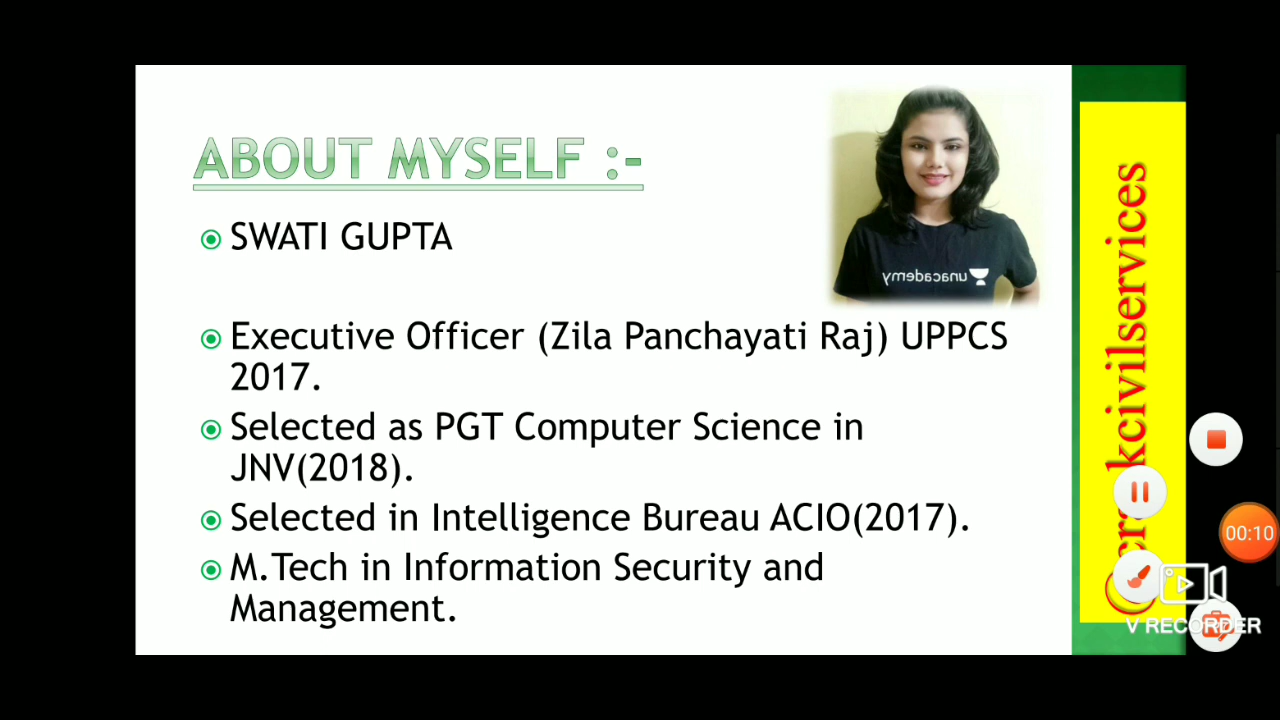 ABOUT MYSELF :-
SWATI GUPTA
unacademy
Executive Officer (Zila Panchayati Raj) UPPCS
2017.
Selected as PGT Computer Science in
JNV(2018).
Selected in Intelligence Bureau ACIO(2017).
M.Tech in Information Security and
Management.
kcivilservices
00:10
V RECORDER